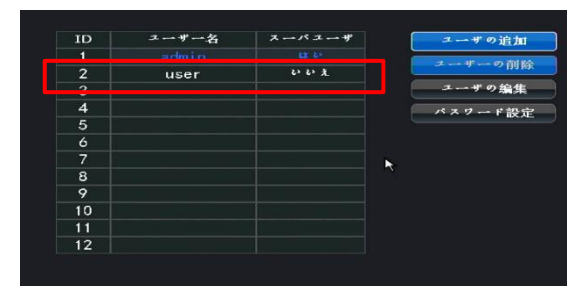 ID ユーザー名 スーパユーザ
1 admin はい
2 user いいえ
3
4
5
6
7
8
9
10
11
12
ユーザの追加
ユーザーの削除
ユーザの編集
パスワード設定